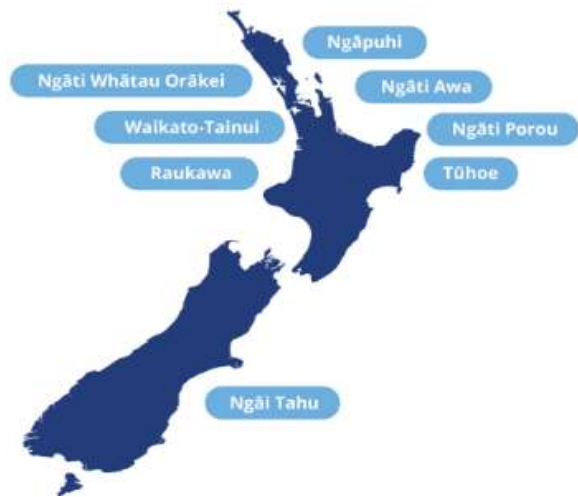 Ngāpuhi
Ngāti Whātau Orākei
Ngāti Awa
Waikato-Tainui
Ngāti Porou
Raukawa
Tūhoe
Ngāi Tahu